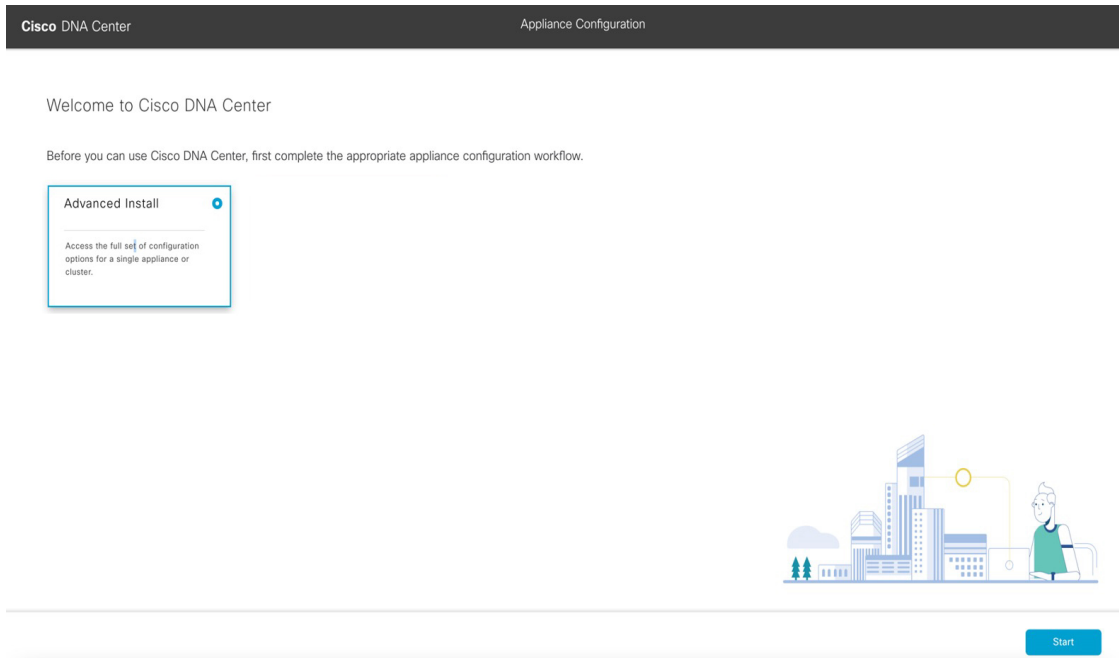 Cisco DNA Center
Appliance Configuration
Welcome to Cisco DNA Center
Before you can use Cisco DNA Center, first complete the appropriate appliance configuration workflow.
Advanced Install
Access the full set of configuration
options for a single appliance or
cluster.
Start